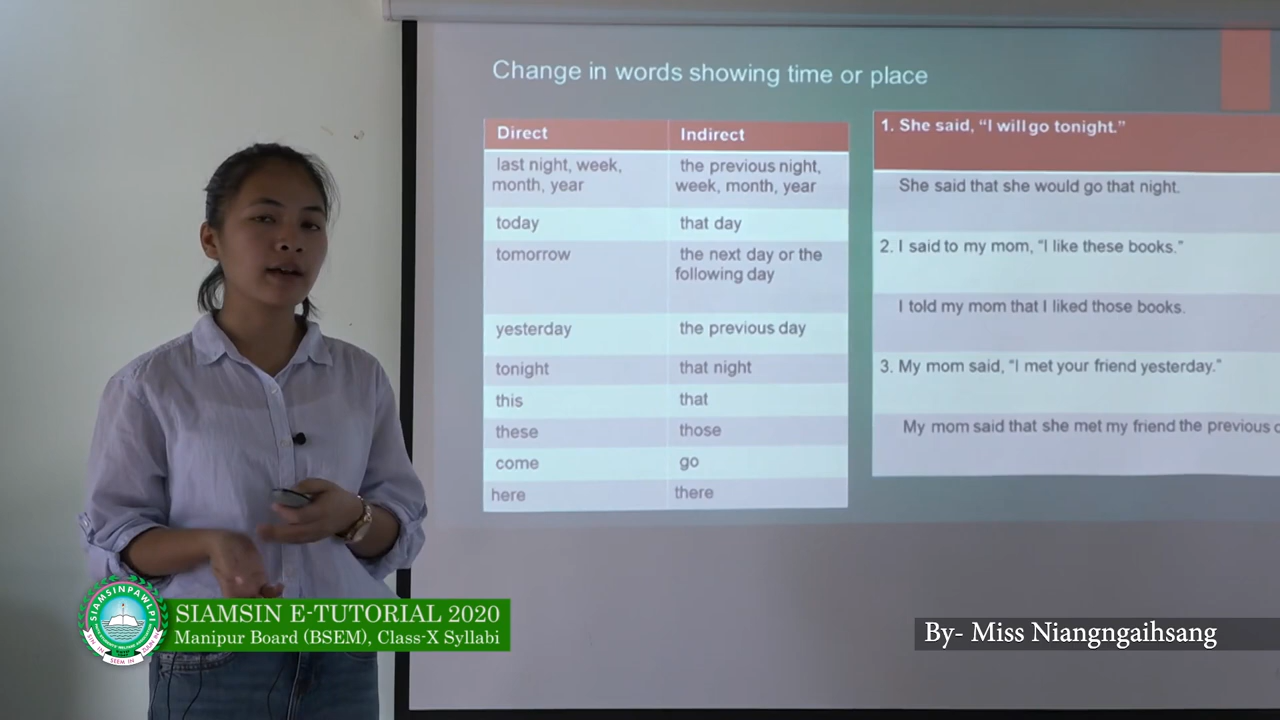 Change in words showing time or place
Direct Indirect
last night, week, the previous night,
month, year week, month, year
today that day
tomorrow the next day or the
following day
yesterday the previous day
tonight that night
this that
these those
come go
here there
1. She said, “I will go tonight.”
She said that she would go that night.
2. I said to my mom, “I like these books.”
I told my mom that I liked those books.
3. My mom said, “I met your friend yesterday.”
My mom said that she met my friend the previous
SIAMSINPAWLPI
SIAMSIN E-TUTORIAL 2020
Manipur Board (BSEM), Class-X Syllabi
By- Miss Niangngaihsang